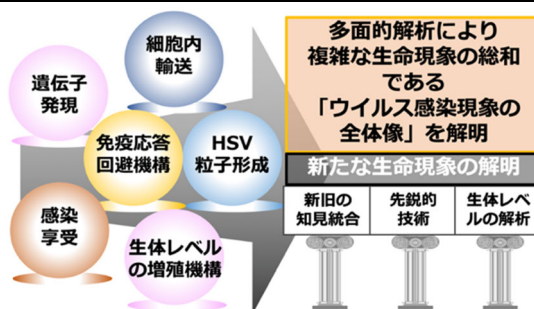 細胞内
輸送
遺伝子
発現
免疫応答
回避機構
HSV
粒子形成
感染
享受
生体レベル
の増殖機構
多面的解析により
複雑な生命現象の総和
である
「ウイルス感染現象の
全体像」を解明
新たな生命現象の解明
新旧の
知見統合
先鋭的
技術
生体レベ
ルの解析